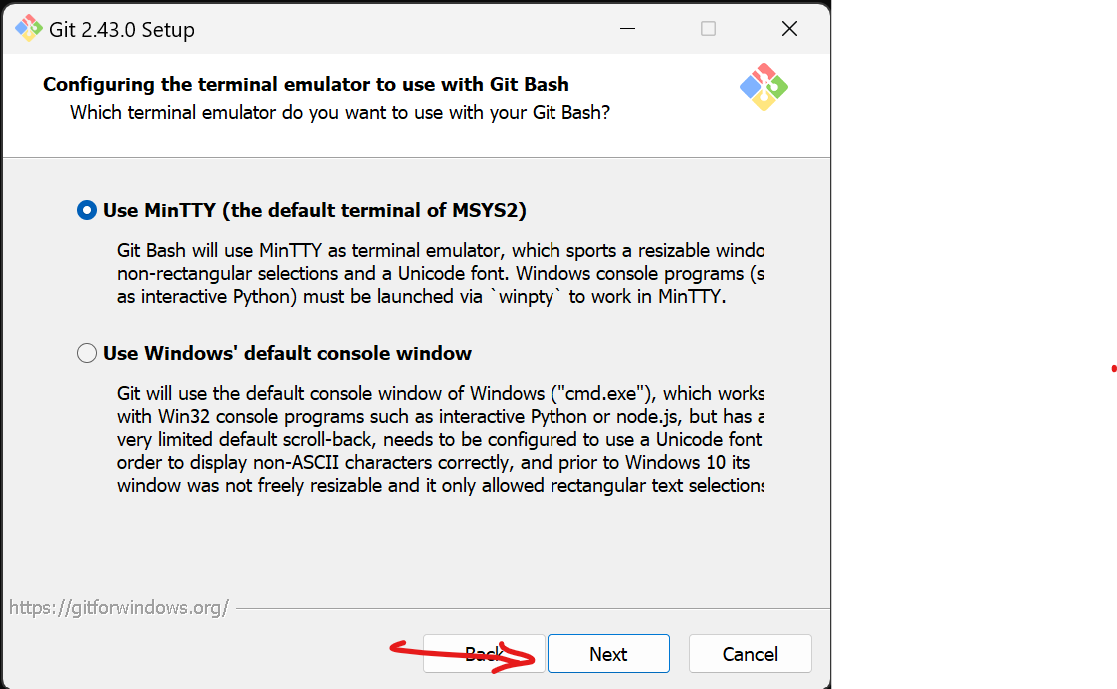 Git 2.43.0 Setup
Configuring the terminal emulator to use with Git Bash
Which terminal emulator do you want to use with your Git Bash?
Use MinTTY (the default terminal of MSYS2)
Git Bash will use MinTTY as terminal emulator, which sports a resizable windo
non-rectangular selections and a Unicode font. Windows console programs (s
as interactive Python) must be launched via `winpty` to work in MinTTY.
Use Windows' default console window
Git will use the default console window of Windows ("cmd.exe"), which works
with Win32 console programs such as interactive Python or node.js, but has a
very limited default scroll-back, needs to be configured to use a Unicode font
order to display non-ASCII characters correctly, and prior to Windows 10 its
window was not freely resizable and it only allowed rectangular text selections
https://gitforwindows.org/
Back Next Cancel